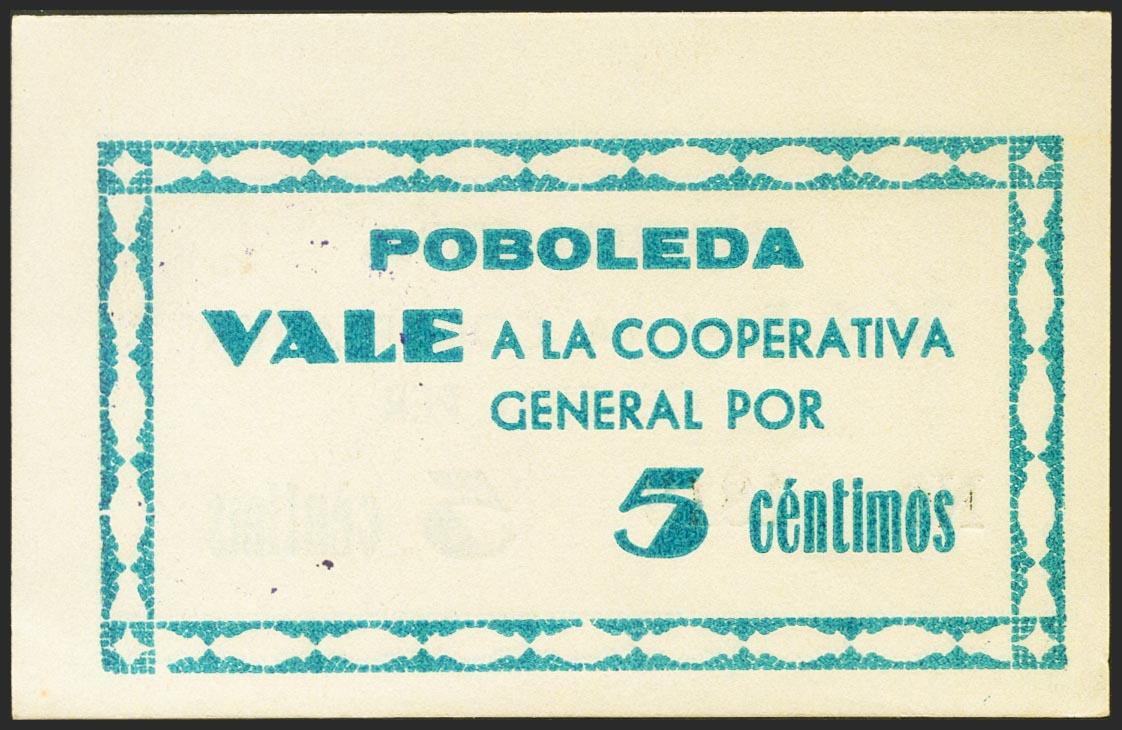 POBOLEDA
VALE A LA COOPERATIVA
GENERAL POR
5 céntimos